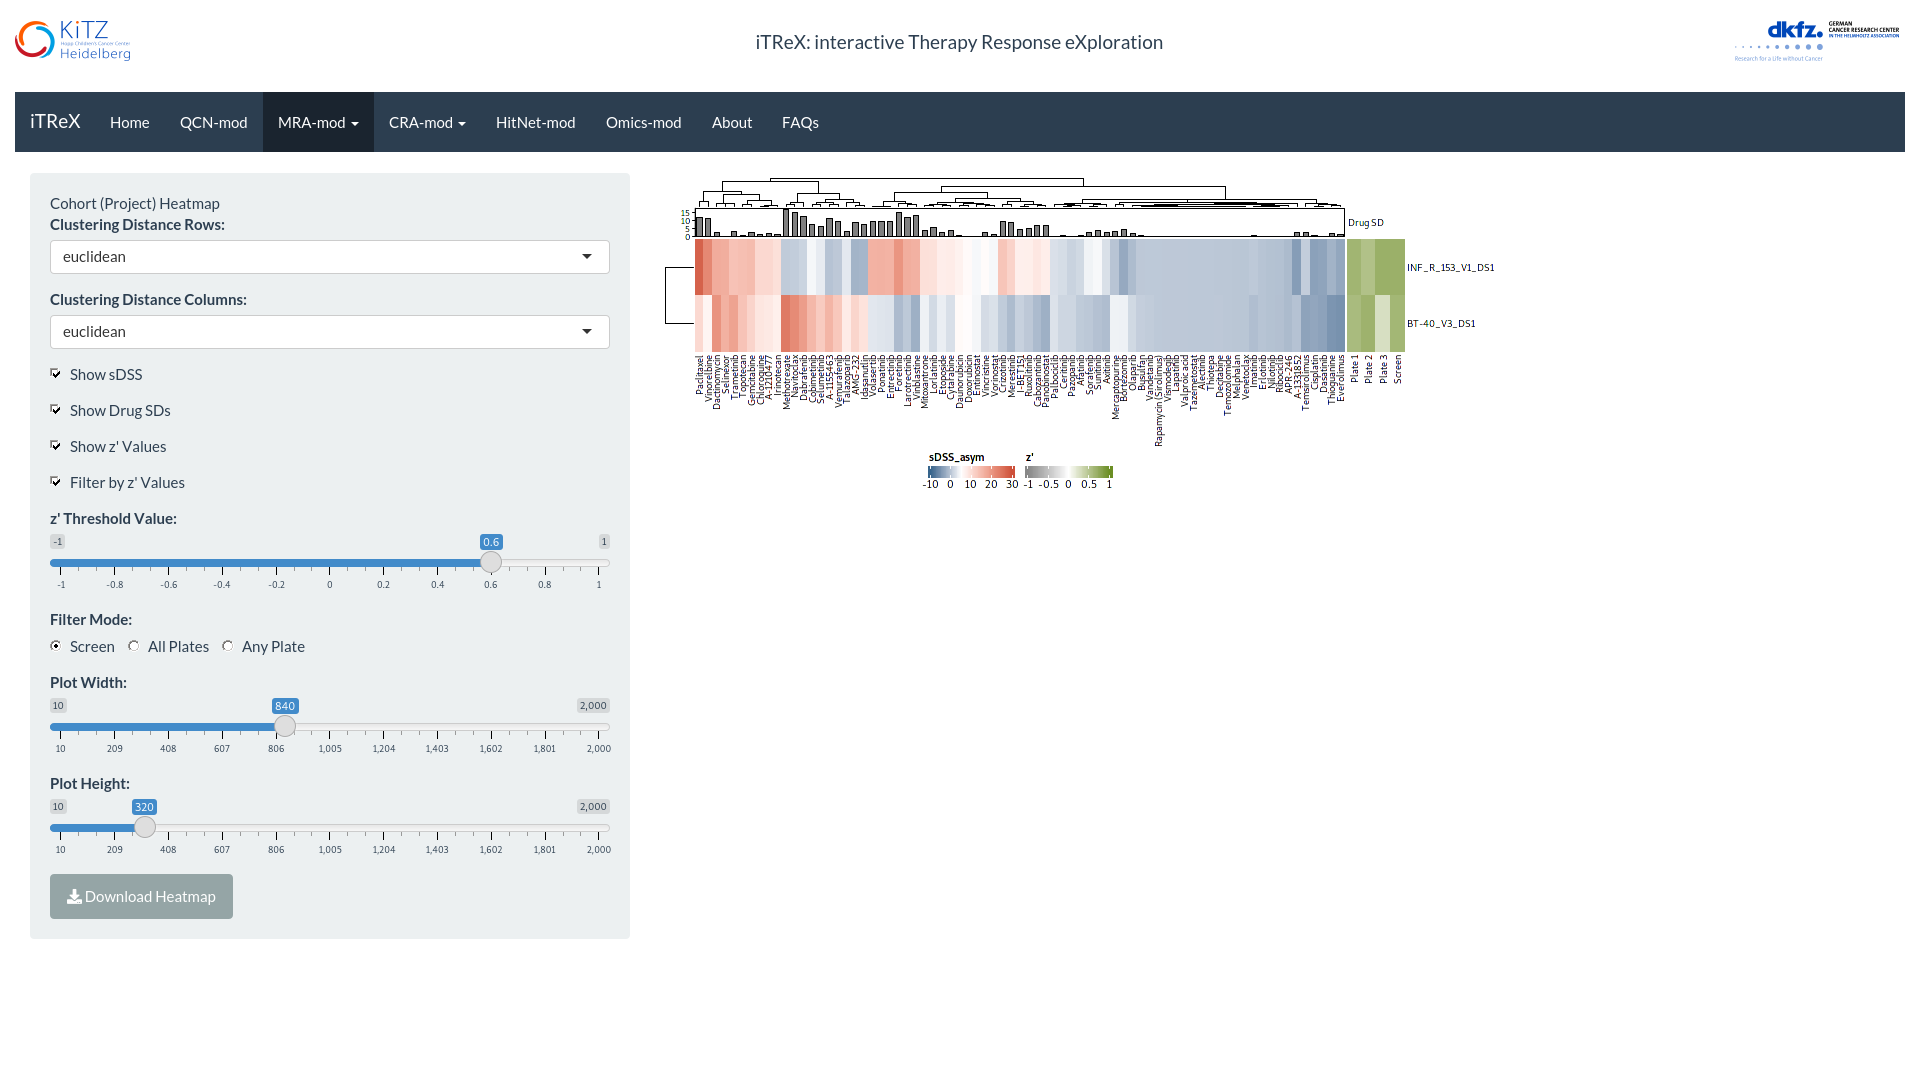 KiTZ
Hopp Children's Cancer Center
Heidelberg
iTReX: interactive Therapy Response eXploration
dkfz.
GERMAN
CANCER RESEARCH CENTER
IN THE HELMHOLTZ ASSOCIATION
Research for a Life without Cancer
iTReX Home QCN-mod MRA-mod CRA-mod HitNet-mod Omics-mod About FAQs
Cohort (Project) Heatmap
Clustering Distance Rows:
euclidean
Clustering Distance Columns:
euclidean
Show sDSS
Show Drug SDs
Show z' Values
Filter by z' Values
z' Threshold Value:
-1 0.6 1
-1 -0.8 -0.6 -0.4 -0.2 0 0.2 0.4 0.6 0.8 1
Filter Mode:
Screen All Plates Any Plate
Plot Width:
10 840 2,000
10 209 408 607 806 1,005 1,204 1,403 1,602 1,801 2,000
Plot Height:
10 320 2,000
10 209 408 607 806 1,005 1,204 1,403 1,602 1,801 2,000
Download Heatmap
15
10
5
0
Drug SD
INF_R_153_V1_DS1
BT-40_V3_DS1
Paclitaxel
Vinorelbine
Dactinomycin
Selinexor
Trametinib
Topotecan
Gemcitabine
Chloroquine
A-1210477
Irinotecan
Methotrexate
Navitoclax
Dabrafenib
Cobimetinib
Selumetinib
A-1155463
Vemurafenib
Talazoparib
AMG-232
Idasanutlin
Volasertib
Ponatinib
Entrectinib
Foretinib
Larotrectinib
Vinblastine
Mitoxantrone
Lorlatinib
Etoposide
Cytarabine
Daunorubicin
Doxorubicin
Entinostat
Vincristine
Vorinostat
Crizotinib
Merestinib
I-BET151
Ruxolitinib
Cabozantinib
Panobinostat
Palbociclib
Ceritinib
Pazopanib
Afatinib
Sorafenib
Sunitinib
Axitinib
Mercaptopurine
Bortezomib
Olaparib
Busulfan
Vandetanib
Rapamycin (Sirolimus)
Vismodegib
Lapatinib
Valproic acid
Tazemetostat
Alectinib
Thiotepa
Decitabine
Temozolomide
Melphalan
Venetoclax
Imatinib
Erlotinib
Nilotinib
Ribociclib
APR-246
A-1331852
Temsirolimus
Cisplatin
Dasatinib
Thioguanine
Everolimus
Plate 1
Plate 2
Plate 3
Screen
sDSS_asym
-10 0 10 20 30
z'
-1 -0.5 0 0.5 1